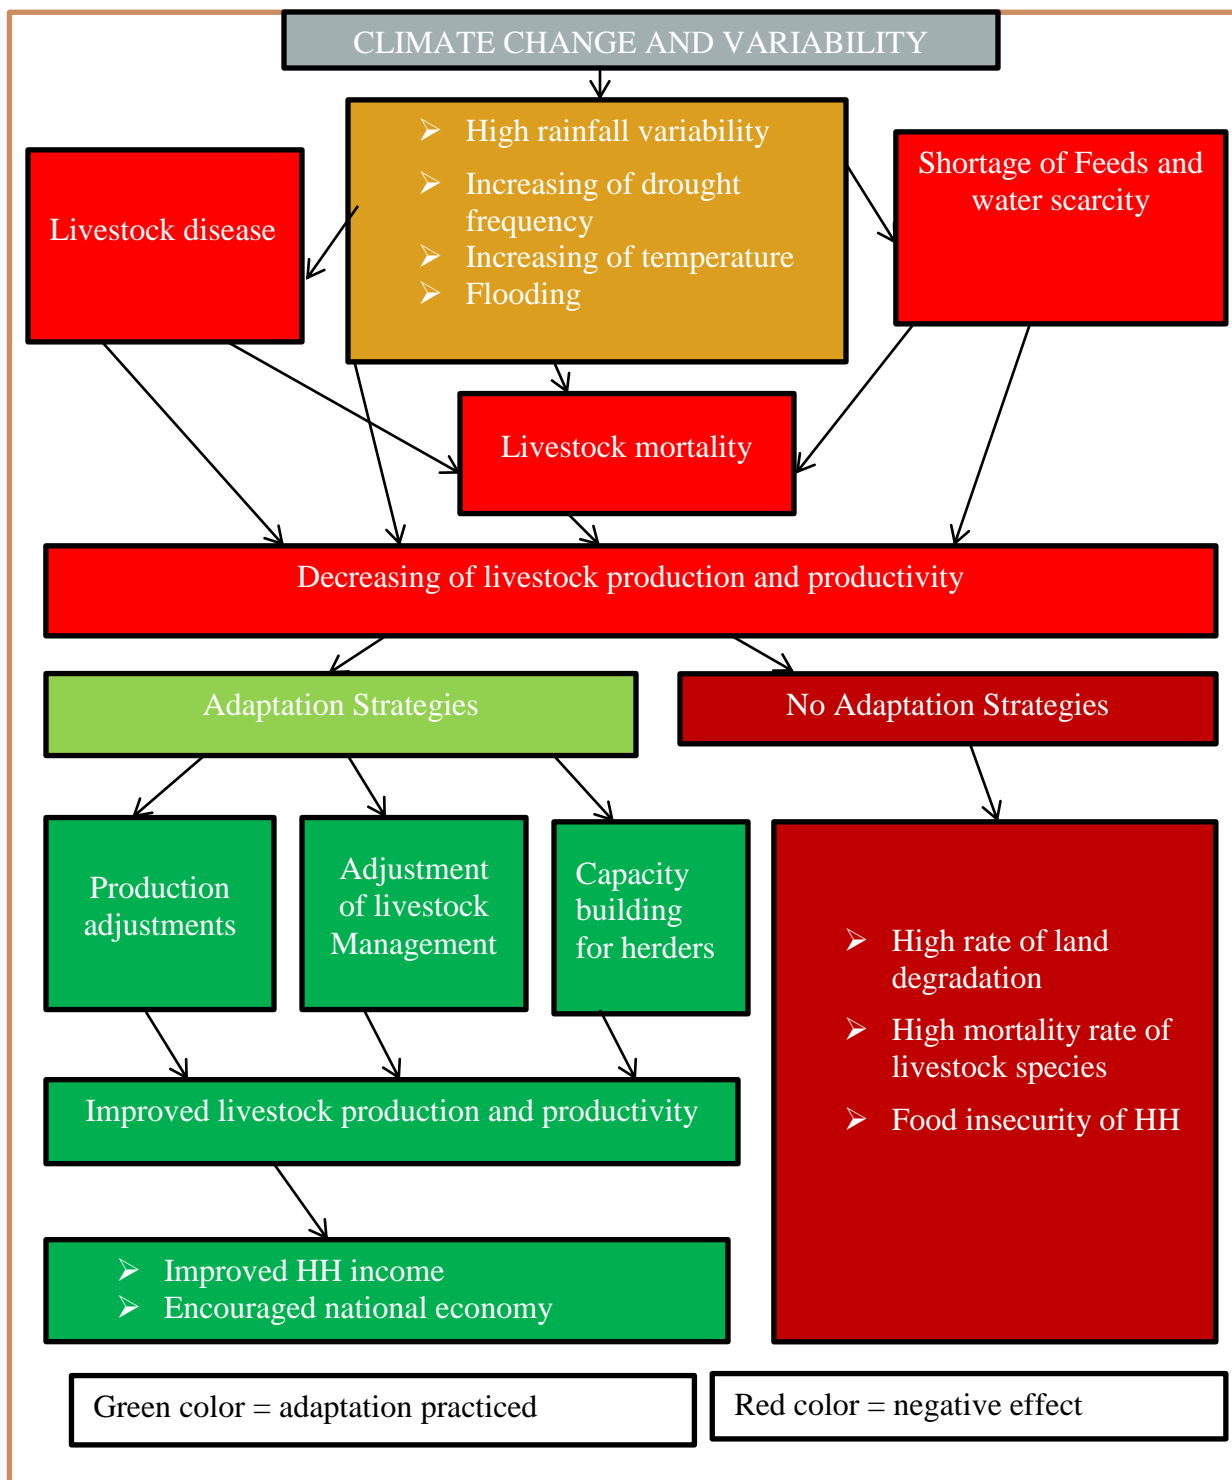 CLIMATE CHANGE AND VARIABILITY
➢ High rainfall variability
➢ Increasing of drought
frequency
➢ Increasing of temperature
➢ Flooding
Livestock disease
Shortage of Feeds and
water scarcity
Livestock mortality
Decreasing of livestock production and productivity
Adaptation Strategies
No Adaptation Strategies
Production
adjustments
Adjustment
of livestock
Management
Capacity
building
for herders
➢ High rate of land
degradation
➢ High mortality rate of
livestock species
➢ Food insecurity of HH
Improved livestock production and productivity
➢ Improved HH income
➢ Encouraged national economy
Green color = adaptation practiced
Red color = negative effect